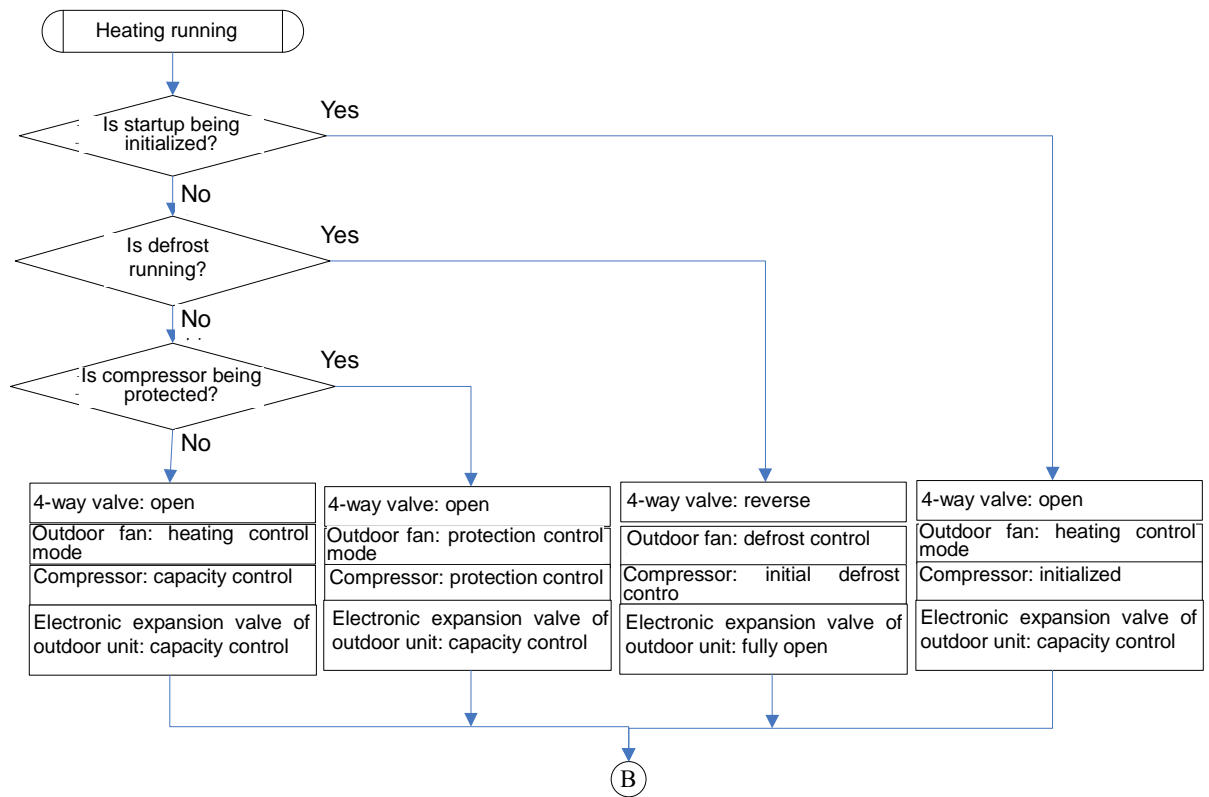 Heating running
Is startup being
initialized?
Yes
No
Is defrost
running?
Yes
No
Is compressor being
protected?
Yes
No
4-way valve: open
Outdoor fan: heating control
mode
Compressor: capacity control
Electronic expansion valve of
outdoor unit: capacity control
4-way valve: open
Outdoor fan: protection control
mode
Compressor: protection control
Electronic expansion valve of
outdoor unit: capacity control
4-way valve: reverse
Outdoor fan: defrost control
Compressor: initial defrost
contro
Electronic expansion valve of
outdoor unit: fully open
4-way valve: open
Outdoor fan: heating control
mode
Compressor: initialized
Electronic expansion valve of
outdoor unit: capacity control
B